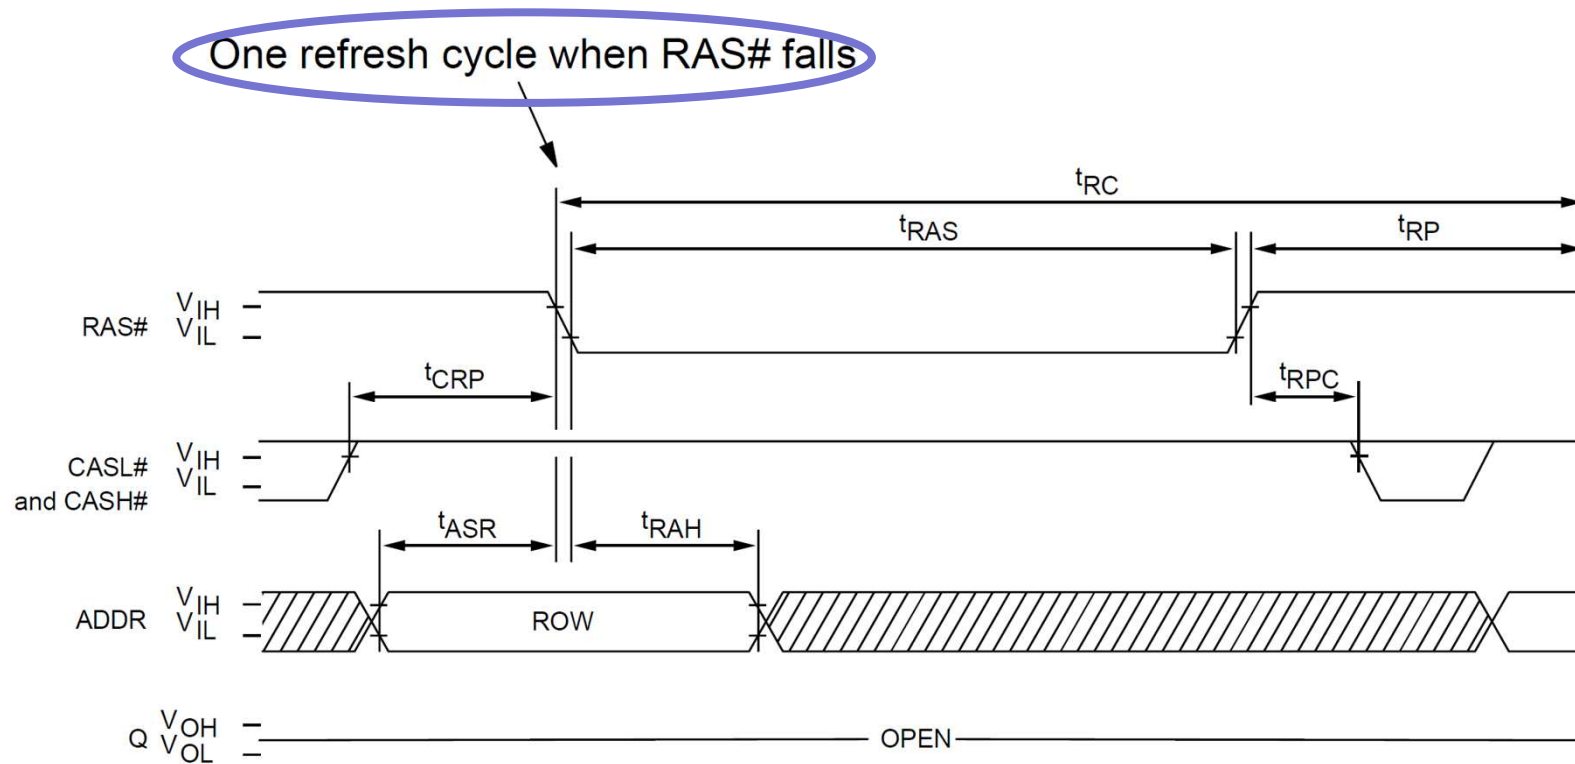 One refresh cycle when RAS# falls
tRC
tRAS
tRP
RAS#
VIH
VIL
tCRP
tRPC
CASL#
and CASH#
VIH
VIL
tASR
tRAH
ADDR
VIH
VIL
ROW
Q
VOH
VOL
OPEN